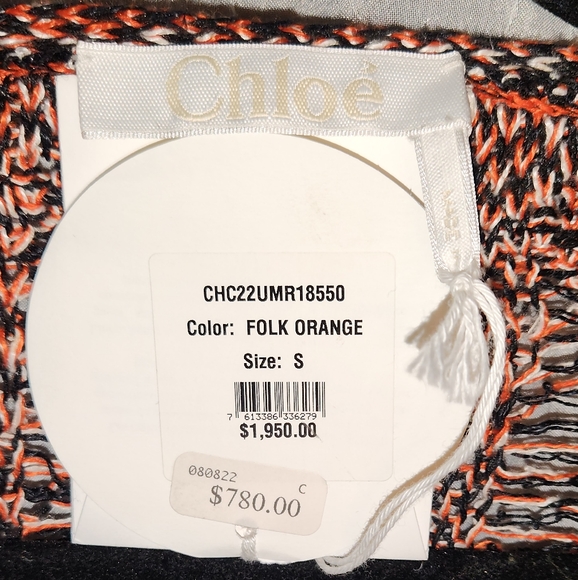 Chloé
CHC22UMR18550
Color: FOLK ORANGE
Size: S
7 613386 336279
$1,950.00
080822
C
$780.00